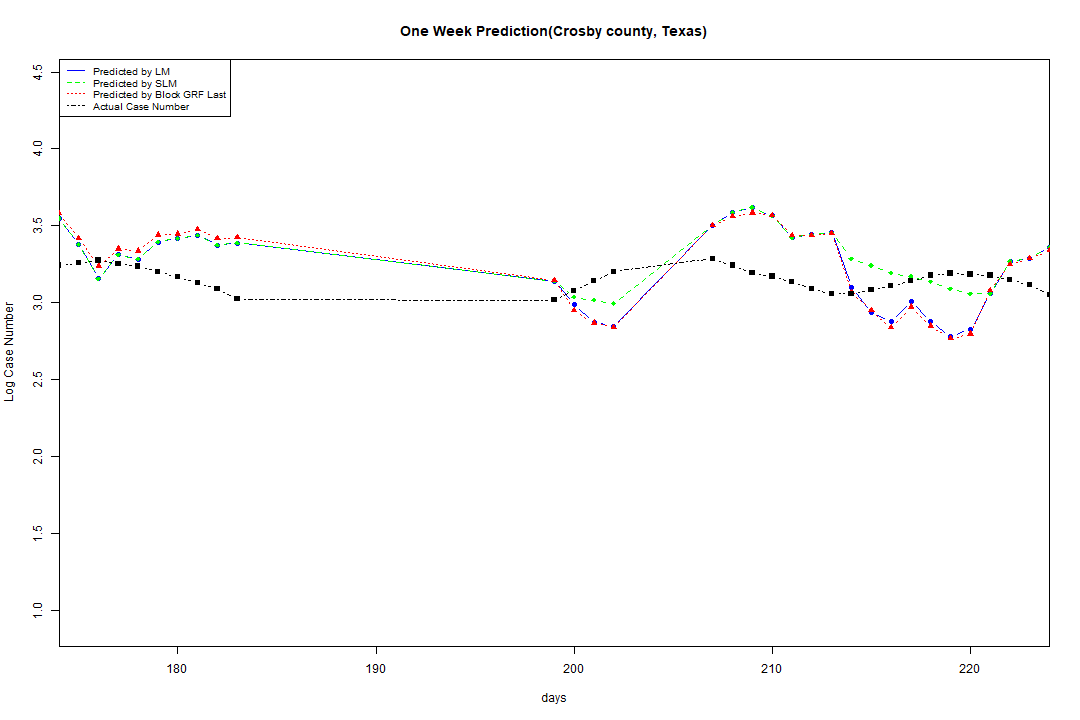 One Week Prediction(Crosby county, Texas)
Predicted by LM
Predicted by SLM
Predicted by Block GRF Last
Actual Case Number
4.5
4.0
3.5
3.0
2.5
2.0
1.5
1.0
Log Case Number
180 190 200 210 220
days